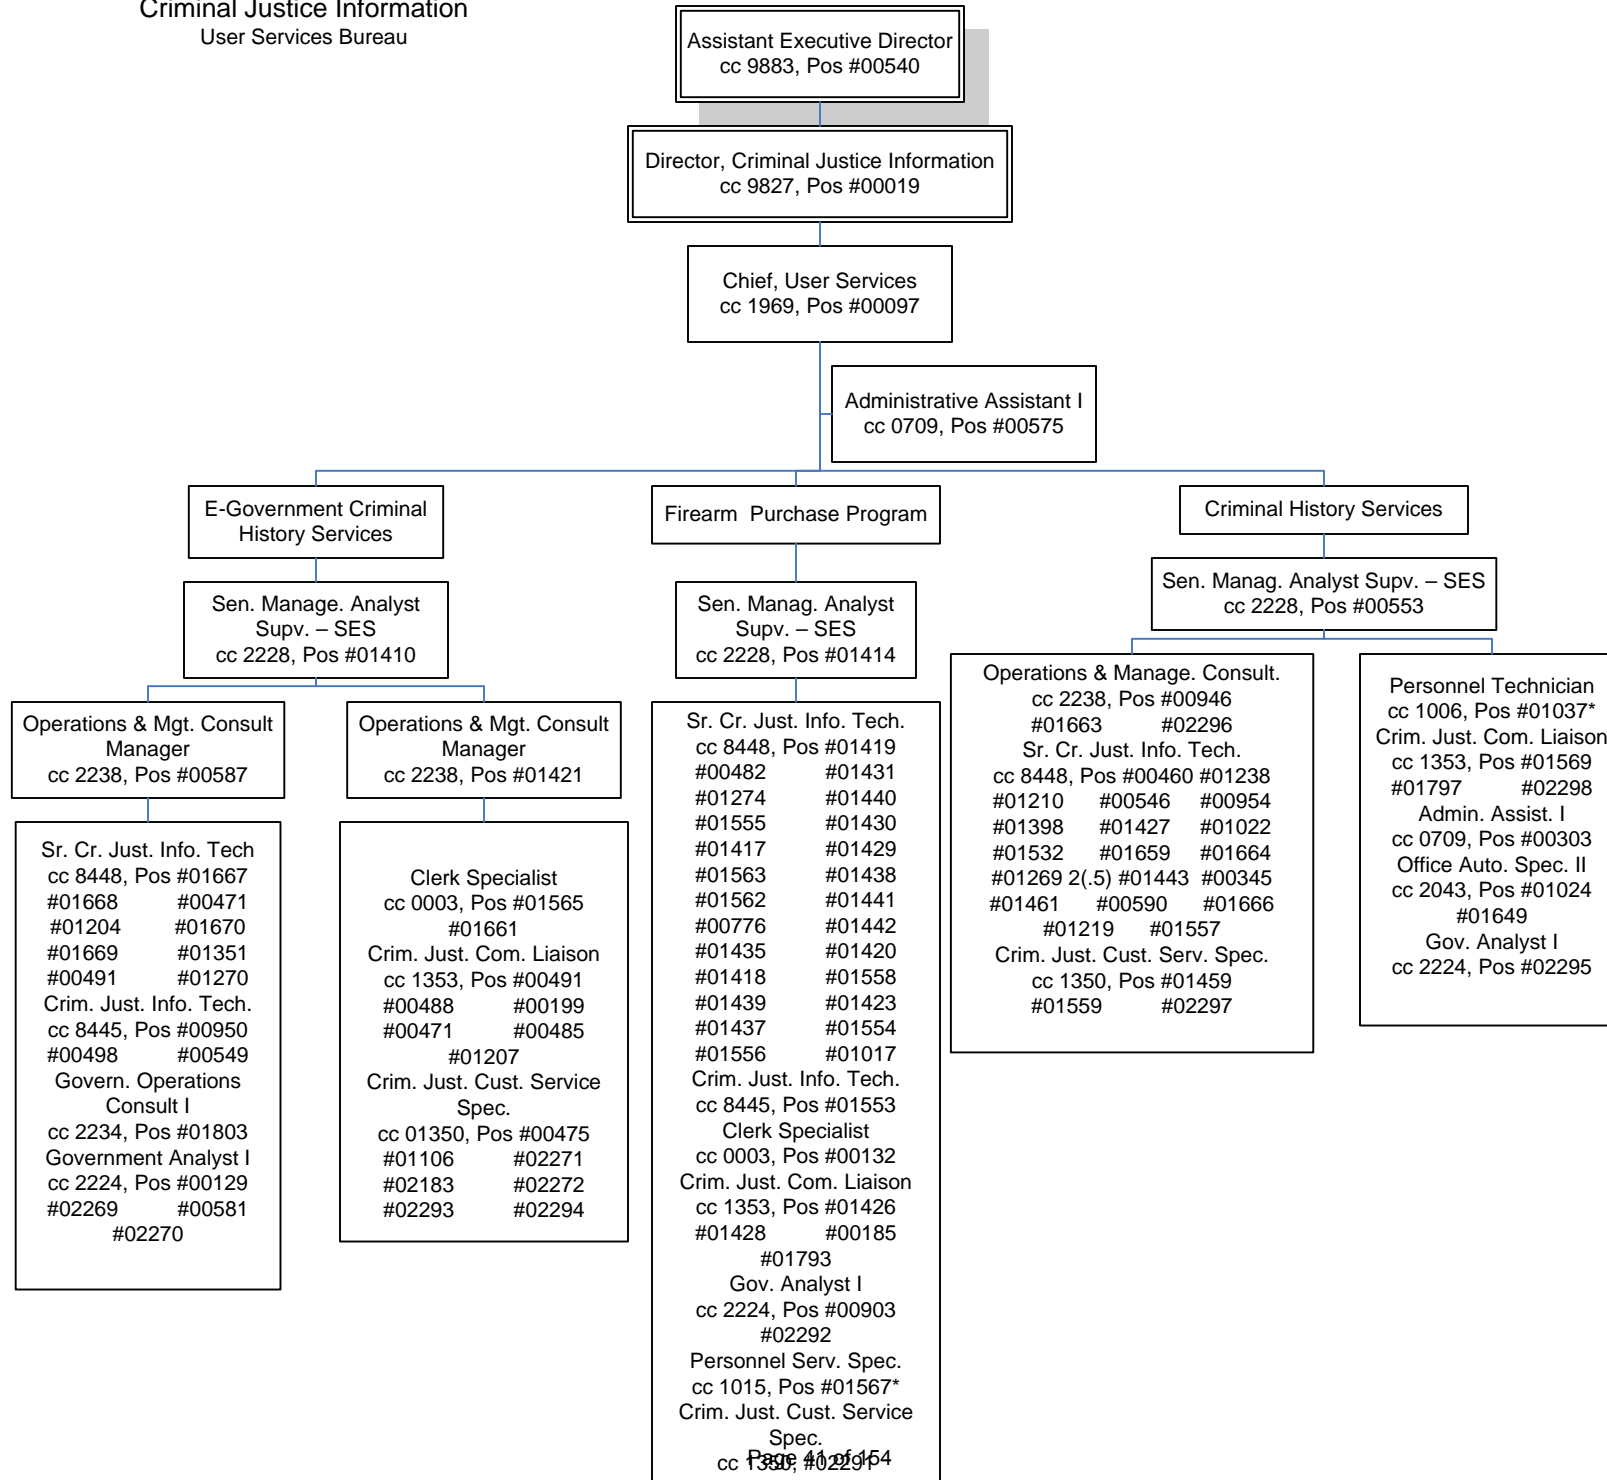 Criminal Justice Information
User Services Bureau
Assistant Executive Director
cc 9883, Pos #00540
Director, Criminal Justice Information
cc 9827, Pos #00019
Chief, User Services
cc 1969, Pos #00097
Administrative Assistant I
cc 0709, Pos #00575
E-Government Criminal
History Services
Sen. Manage. Analyst
Supv. – SES
cc 2228, Pos #01410
Operations & Mgt. Consult
Manager
cc 2238, Pos #00587
Sr. Cr. Just. Info. Tech
cc 8448, Pos #01667
#01668 #00471
#01204 #01670
#01669 #01351
#00491 #01270
Crim. Just. Info. Tech.
cc 8445, Pos #00950
#00498 #00549
Govern. Operations
Consult I
cc 2234, Pos #01803
Government Analyst I
cc 2224, Pos #00129
#02269 #00581
#02270
Operations & Mgt. Consult
Manager
cc 2238, Pos #01421
Clerk Specialist
cc 0003, Pos #01565
#01661
Crim. Just. Com. Liaison
cc 1353, Pos #00491
#00488 #00199
#00471 #00485
#01207
Crim. Just. Cust. Service
Spec.
cc 01350, Pos #00475
#01106 #02271
#02183 #02272
#02293 #02294
Firearm  Purchase Program
Sen. Manag. Analyst
Supv. – SES
cc 2228, Pos #01414
Sr. Cr. Just. Info. Tech.
cc 8448, Pos #01419
#00482 #01431
#01274 #01440
#01555 #01430
#01417 #01429
#01563 #01438
#01562 #01441
#00776 #01442
#01435 #01420
#01418 #01558
#01439 #01423
#01437 #01554
#01556 #01017
Crim. Just. Info. Tech.
cc 8445, Pos #01553
Clerk Specialist
cc 0003, Pos #00132
Crim. Just. Com. Liaison
cc 1353, Pos #01426
#01428 #00185
#01793
Gov. Analyst I
cc 2224, Pos #00903
#02292
Personnel Serv. Spec.
cc 1015, Pos #01567*
Crim. Just. Cust. Service
Spec.
cc 1350, #02291
Criminal History Services
Sen. Manag. Analyst Supv. – SES
cc 2228, Pos #00553
Operations & Manage. Consult.
cc 2238, Pos #00946
#01663 #02296
Sr. Cr. Just. Info. Tech.
cc 8448, Pos #00460 #01238
#01210 #00546 #00954
#01398 #01427 #01022
#01532 #01659 #01664
#01269 2(.5) #01443 #00345
#01461 #00590 #01666
#01219 #01557
Crim. Just. Cust. Serv. Spec.
cc 1350, Pos #01459
#01559 #02297
Personnel Technician
cc 1006, Pos #01037*
Crim. Just. Com. Liaison
cc 1353, Pos #01569
#01797 #02298
Admin. Assist. I
cc 0709, Pos #00303
Office Auto. Spec. II
cc 2043, Pos #01024
#01649
Gov. Analyst I
cc 2224, Pos #02295
Page 41 of 154